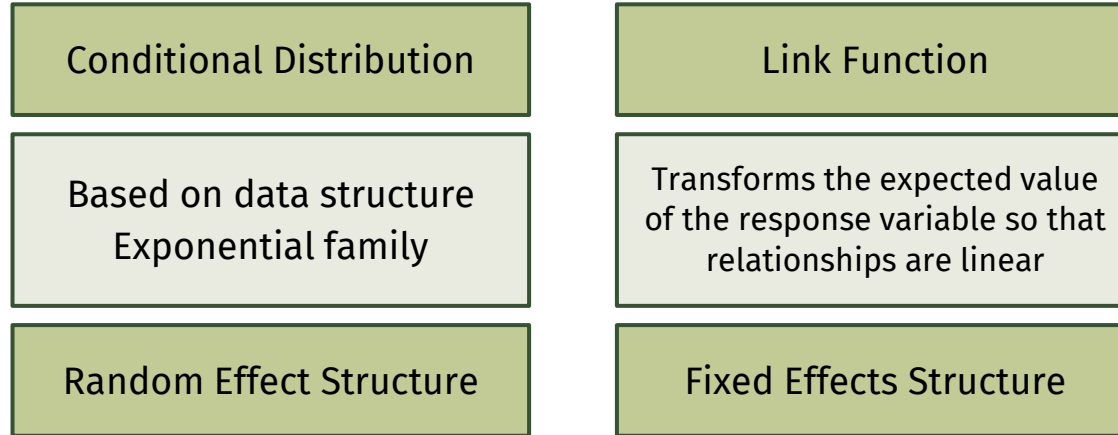 Conditional Distribution
Link Function
Based on data structure
Exponential family
Transforms the expected value
of the response variable so that
relationships are linear
Random Effect Structure
Fixed Effects Structure